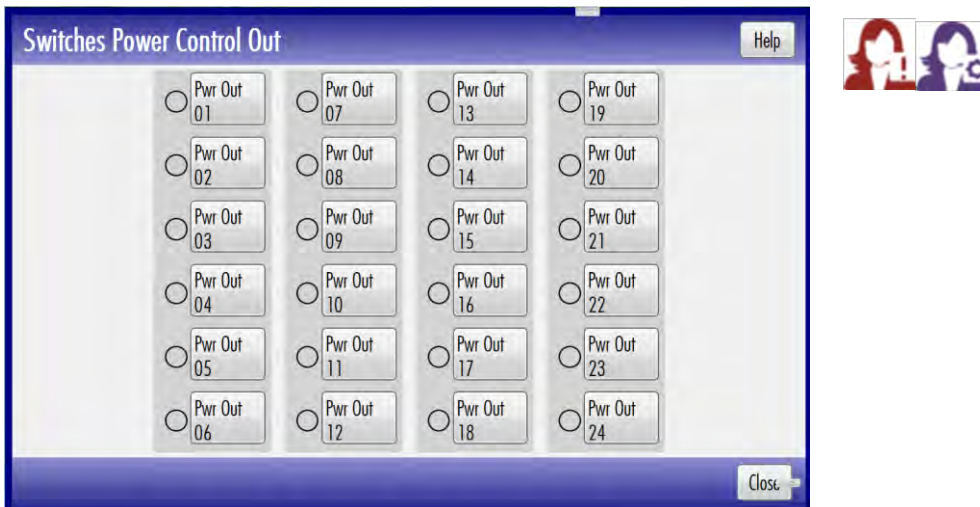 Switches Power Control Out
Help
Pwr Out
01
Pwr Out
02
Pwr Out
03
Pwr Out
04
Pwr Out
05
Pwr Out
06
Pwr Out
07
Pwr Out
08
Pwr Out
09
Pwr Out
10
Pwr Out
11
Pwr Out
12
Pwr Out
13
Pwr Out
14
Pwr Out
15
Pwr Out
16
Pwr Out
17
Pwr Out
18
Pwr Out
19
Pwr Out
20
Pwr Out
21
Pwr Out
22
Pwr Out
23
Pwr Out
24
Close